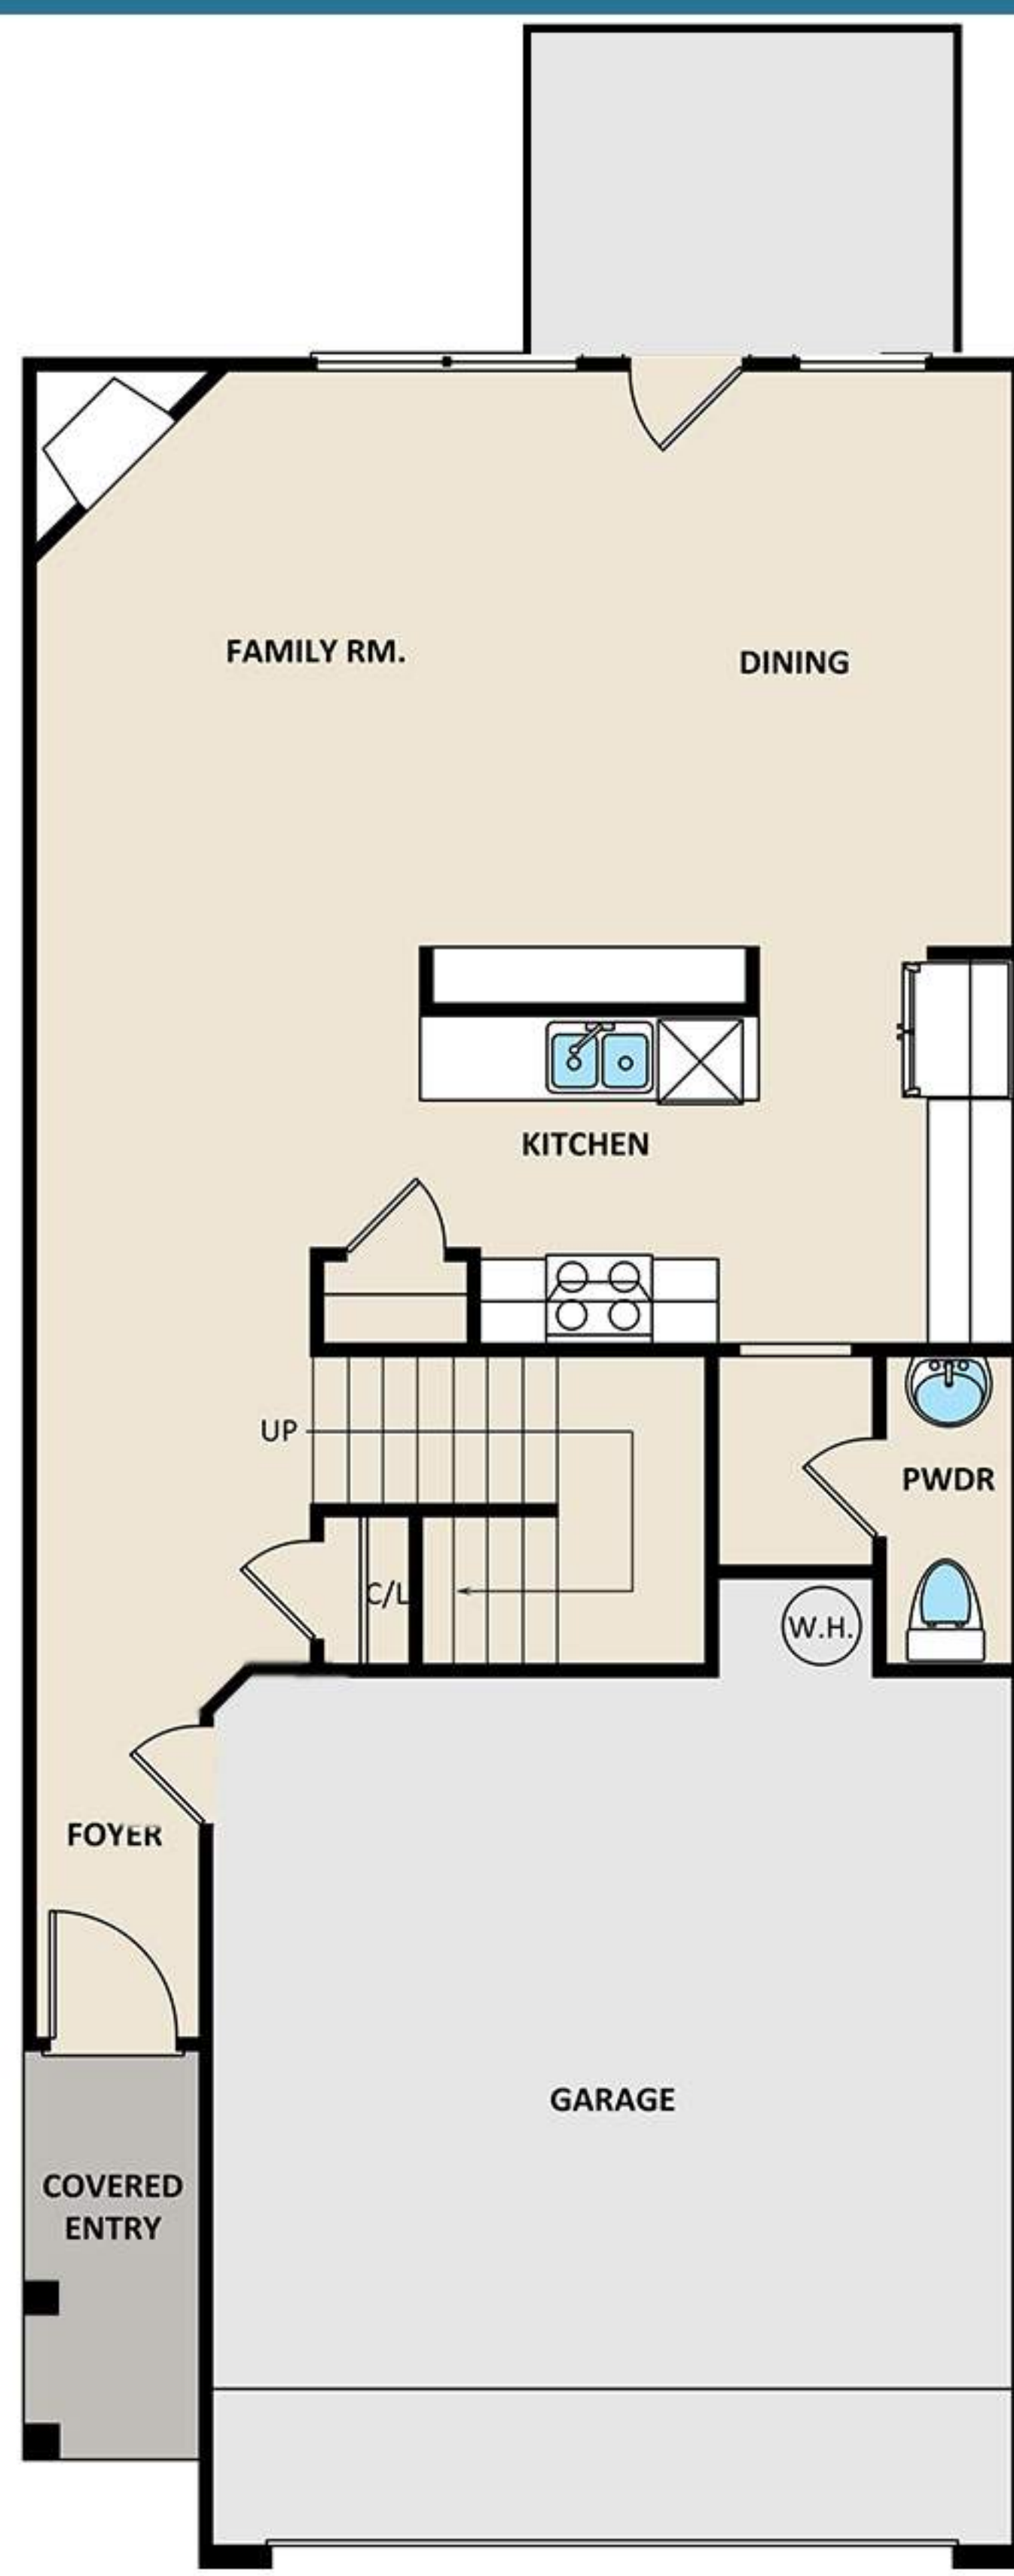 FAMILY RM.
DINING
KITCHEN
UP
PWDR
C/L
W.H.
FOYER
GARAGE
COVERED
ENTRY